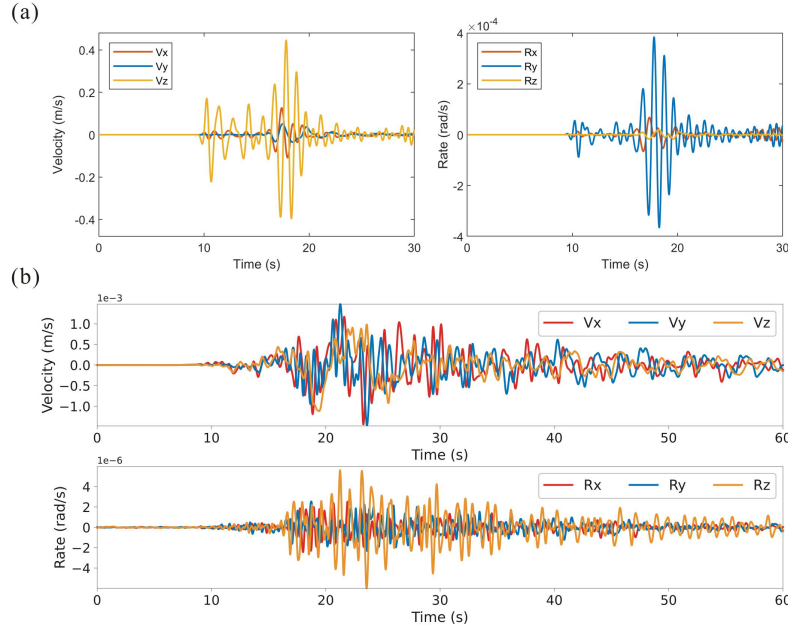 (a)
0.4
0.2
0
-0.2
-0.4
Velocity (m/s)
Vx
Vy
Vz
0
10
20
30
Time (s)
×10⁻⁴
4
2
0
-2
-4
Rate (rad/s)
Rx
Ry
Rz
0
10
20
30
Time (s)
(b)
1e−3
1.0
0.5
0.0
−0.5
−1.0
Velocity (m/s)
Vx Vy Vz
0 10 20 30 40 50 60
Time (s)
1e−6
4
2
0
−2
−4
Rate (rad/s)
Rx Ry Rz
0 10 20 30 40 50 60
Time (s)